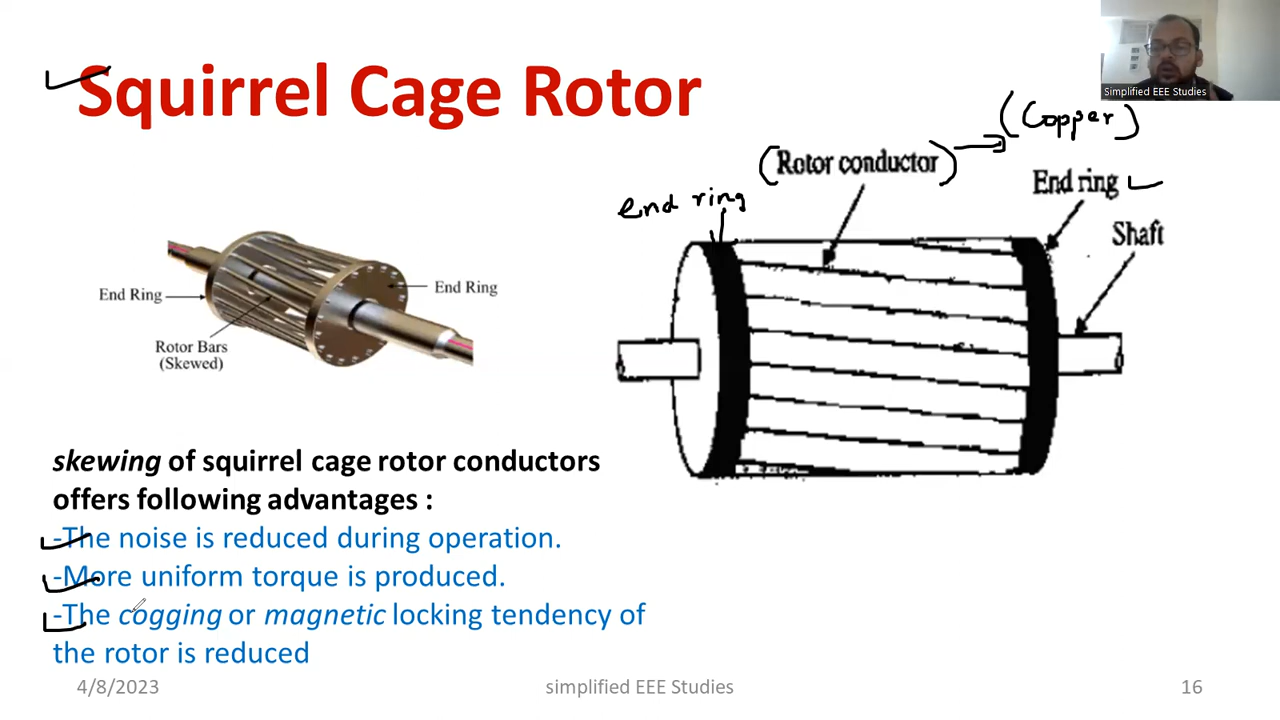 Squirrel Cage Rotor
Simplified EEE Studies
(Copper)
(Rotor conductor)
End ring
end ring
Shaft
End Ring
End Ring
Rotor Bars
(Skewed)
skewing of squirrel cage rotor conductors
offers following advantages :
-The noise is reduced during operation.
-More uniform torque is produced.
-The cogging or magnetic locking tendency of
the rotor is reduced
4/8/2023
simplified EEE Studies
16